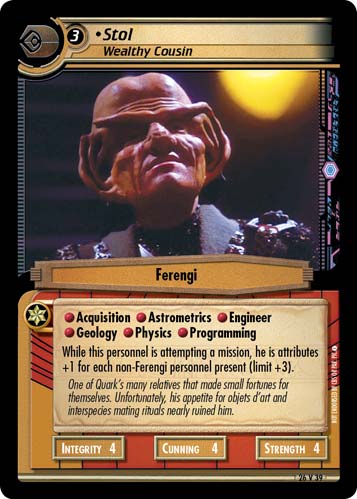 3
•Stol
Wealthy Cousin
Ferengi
Acquisition Astrometrics Engineer
Geology Physics Programming
While this personnel is attempting a mission, he is attributes
+1 for each non-Ferengi personnel present (limit +3).
One of Quark's many relatives that made small fortunes for
themselves. Unfortunately, his appetite for objets d'art and
interspecies mating rituals nearly ruined him.
INTEGRITY 4 CUNNING 4 STRENGTH 4
26 V 39